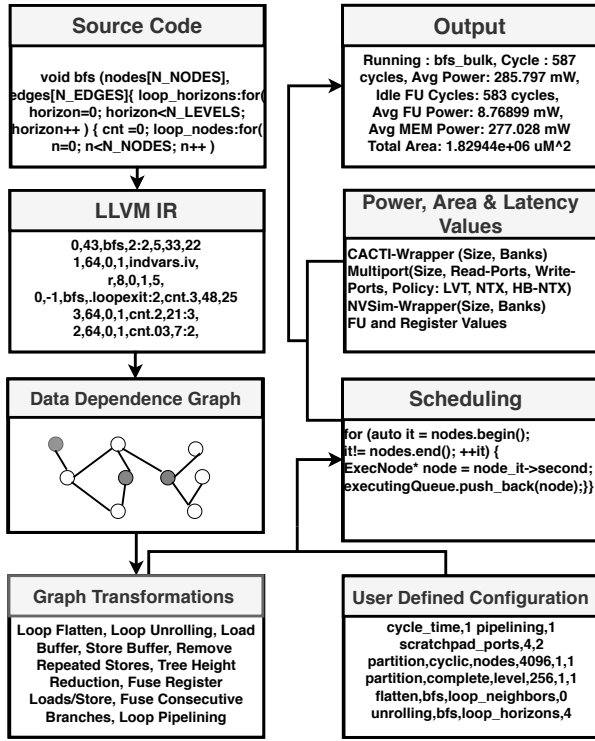 Source Code
void bfs (nodes[N_NODES],
edges[N_EDGES]{ loop_horizons:for(
horizon=0; horizon<N_LEVELS;
horizon++ ) { cnt =0; loop_nodes:for(
n=0; n<N_NODES; n++ )
LLVM IR
0,43,bfs,2:2,5,33,22
1,64,0,1,indvars.iv,
r,8,0,1,5,
0,-1,bfs,.loopexit:2,cnt.3,48,25
3,64,0,1,cnt.2,21:3,
2,64,0,1,cnt.03,7:2,
Data Dependence Graph
Graph Transformations
Loop Flatten, Loop Unrolling, Load
Buffer, Store Buffer, Remove
Repeated Stores, Tree Height
Reduction, Fuse Register
Loads/Store, Fuse Consecutive
Branches, Loop Pipelining
Output
Running : bfs_bulk, Cycle : 587
cycles, Avg Power: 285.797 mW,
Idle FU Cycles: 583 cycles,
Avg FU Power: 8.76899 mW,
Avg MEM Power: 277.028 mW
Total Area: 1.82944e+06 uM^2
Power, Area & Latency
Values
CACTI-Wrapper (Size, Banks)
Multiport(Size, Read-Ports, Write-
Ports, Policy: LVT, NTX, HB-NTX)
NVSim-Wrapper(Size, Banks)
FU and Register Values
Scheduling
for (auto it = nodes.begin();
it!= nodes.end(); ++it) {
ExecNode* node = node_it->second;
executingQueue.push_back(node);}}
User Defined Configuration
cycle_time,1 pipelining,1
scratchpad_ports,4,2
partition,cyclic,nodes,4096,1,1
partition,complete,level,256,1,1
flatten,bfs,loop_neighbors,0
unrolling,bfs,loop_horizons,4